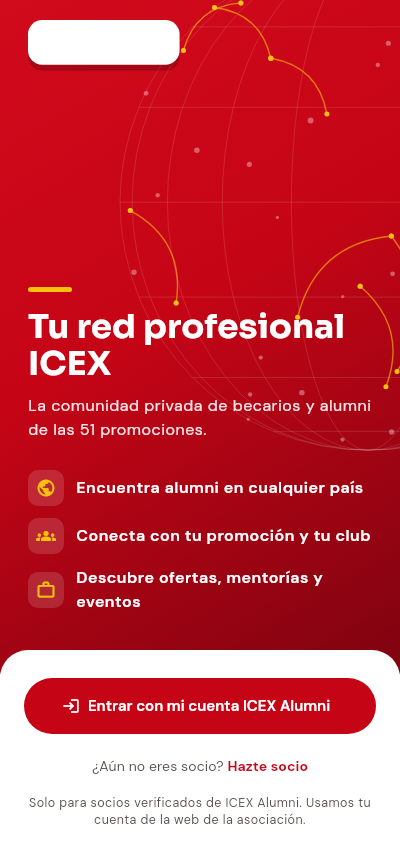 Tu red profesional
ICEX
La comunidad privada de becarios y alumni
de las 51 promociones.
Encuentra alumni en cualquier país
Conecta con tu promoción y tu club
Descubre ofertas, mentorías y
eventos
Entrar con mi cuenta ICEX Alumni
¿Aún no eres socio? Hazte socio
Solo para socios verificados de ICEX Alumni. Usamos tu
cuenta de la web de la asociación.